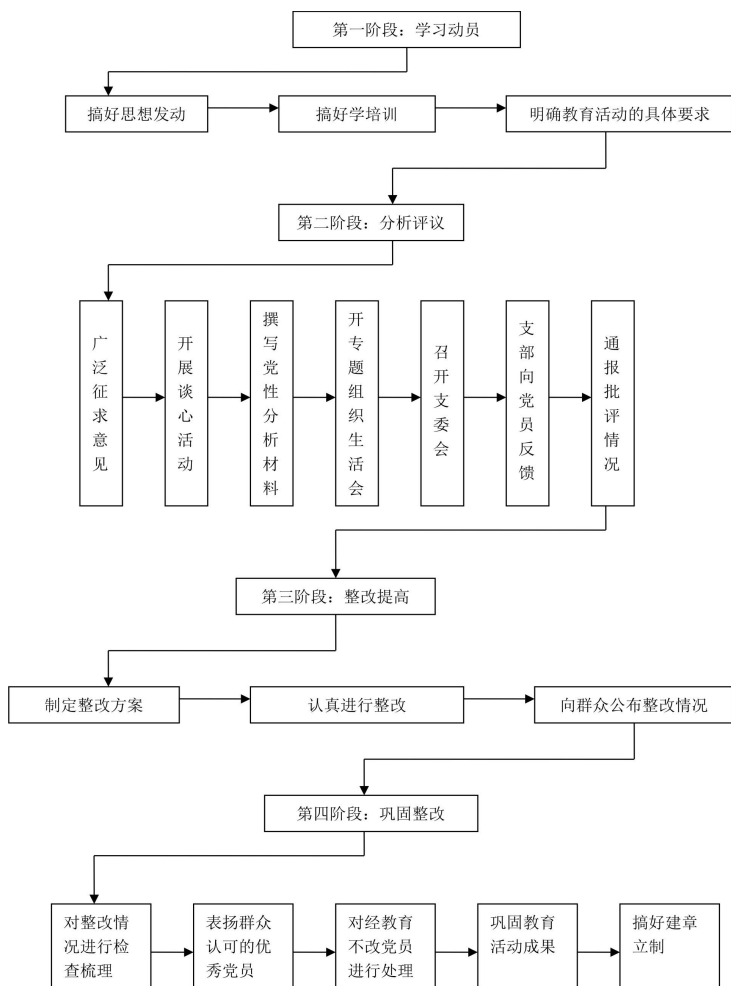 第一阶段：学习动员
搞好思想发动
搞好学培训
明确教育活动的具体要求
第二阶段：分析评议
广泛征求意见
开展谈心活动
撰写党性分析材料
开专题组织生活会
召开支委会
支部向党员反馈
通报批评情况
第三阶段：整改提高
制定整改方案
认真进行整改
向群众公布整改情况
第四阶段：巩固整改
对整改情
况进行检
查梳理
表扬群众
认可的优
秀党员
对经教育
不改党员
进行处理
巩固教育
活动成果
搞好建章
立制